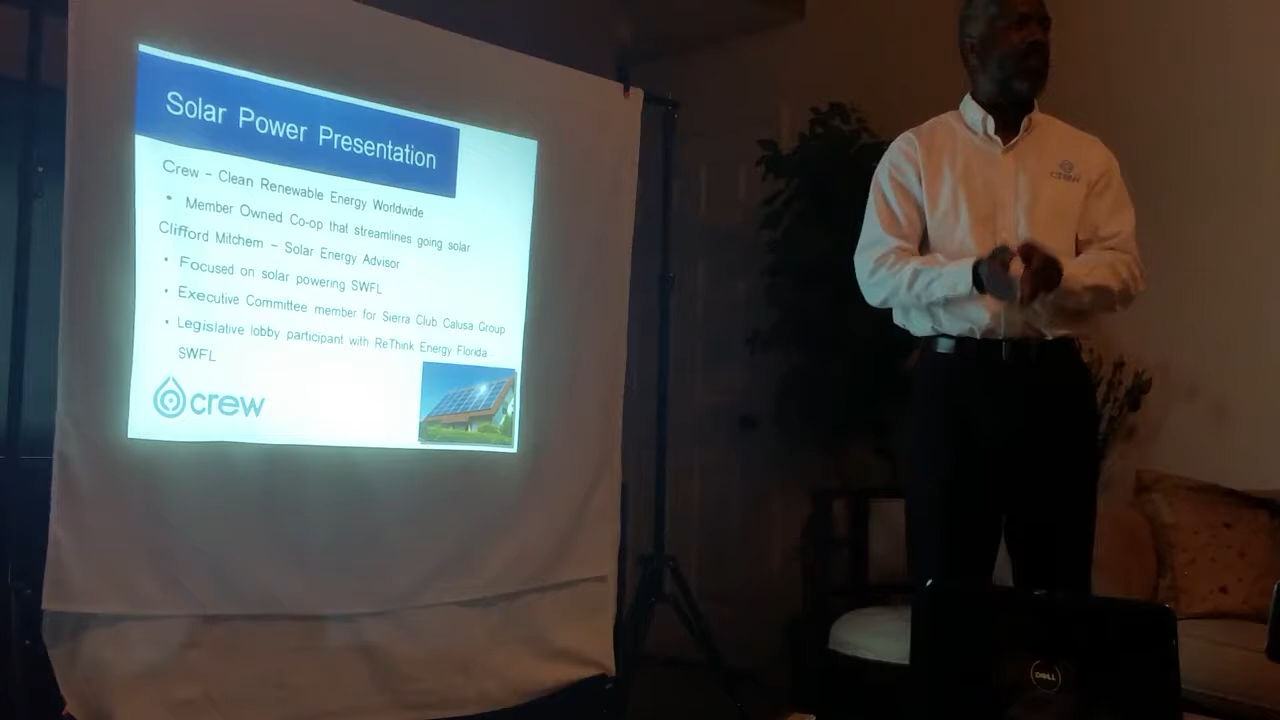 Solar Power Presentation
Crew – Clean Renewable Energy Worldwide
• Member Owned Co-op that streamlines going solar
Clifford Mitchem – Solar Energy Advisor
• Focused on solar powering SWFL
• Executive Committee member for Sierra Club Calusa Group
• Legislative lobby participant with ReThink Energy Florida
SWFL
crew
crew
DELL